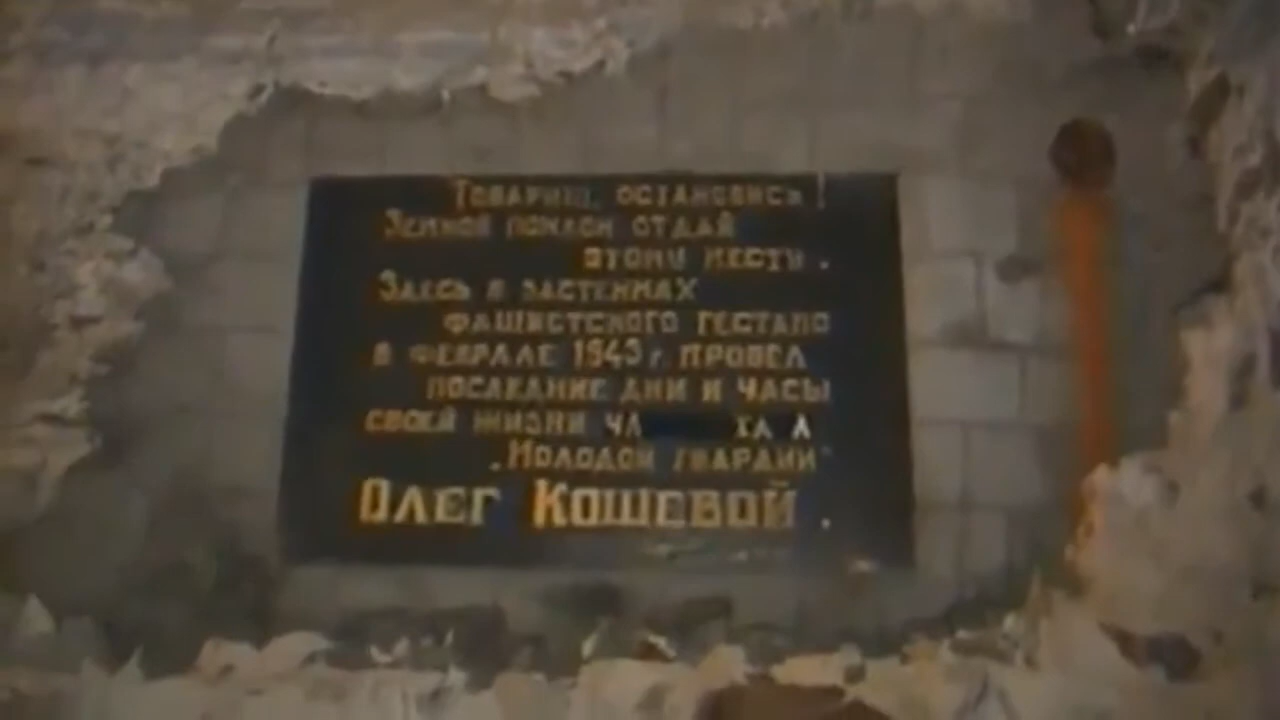 Товарищ, остановись!
Земной поклон отдай
этому месту.
Здесь в застенках
фашистского гестапо
в феврале 1943 г. провел
последние дни и часы
своей жизни
„Молодой гвардии"
Олег Кошевой.